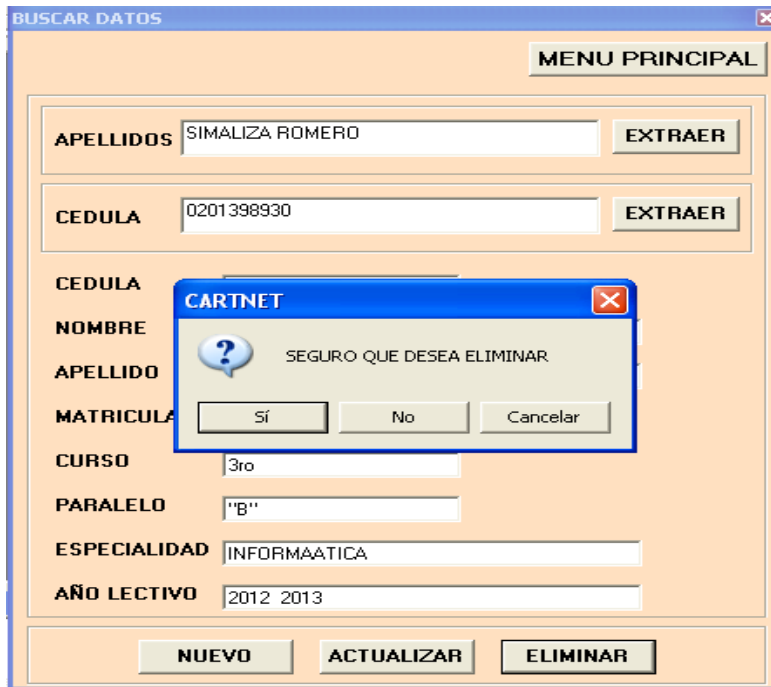 BUSCAR DATOS
MENU PRINCIPAL
APELLIDOS SIMALIZA ROMERO EXTRAER
CEDULA 0201398930 EXTRAER
CEDULA
CARTNET
NOMBRE
SEGURO QUE DESEA ELIMINAR
APELLIDO
MATRICULA Sí No Cancelar
CURSO 3ro
PARALELO "B"
ESPECIALIDAD INFORMAATICA
AÑO LECTIVO 2012 2013
NUEVO ACTUALIZAR ELIMINAR